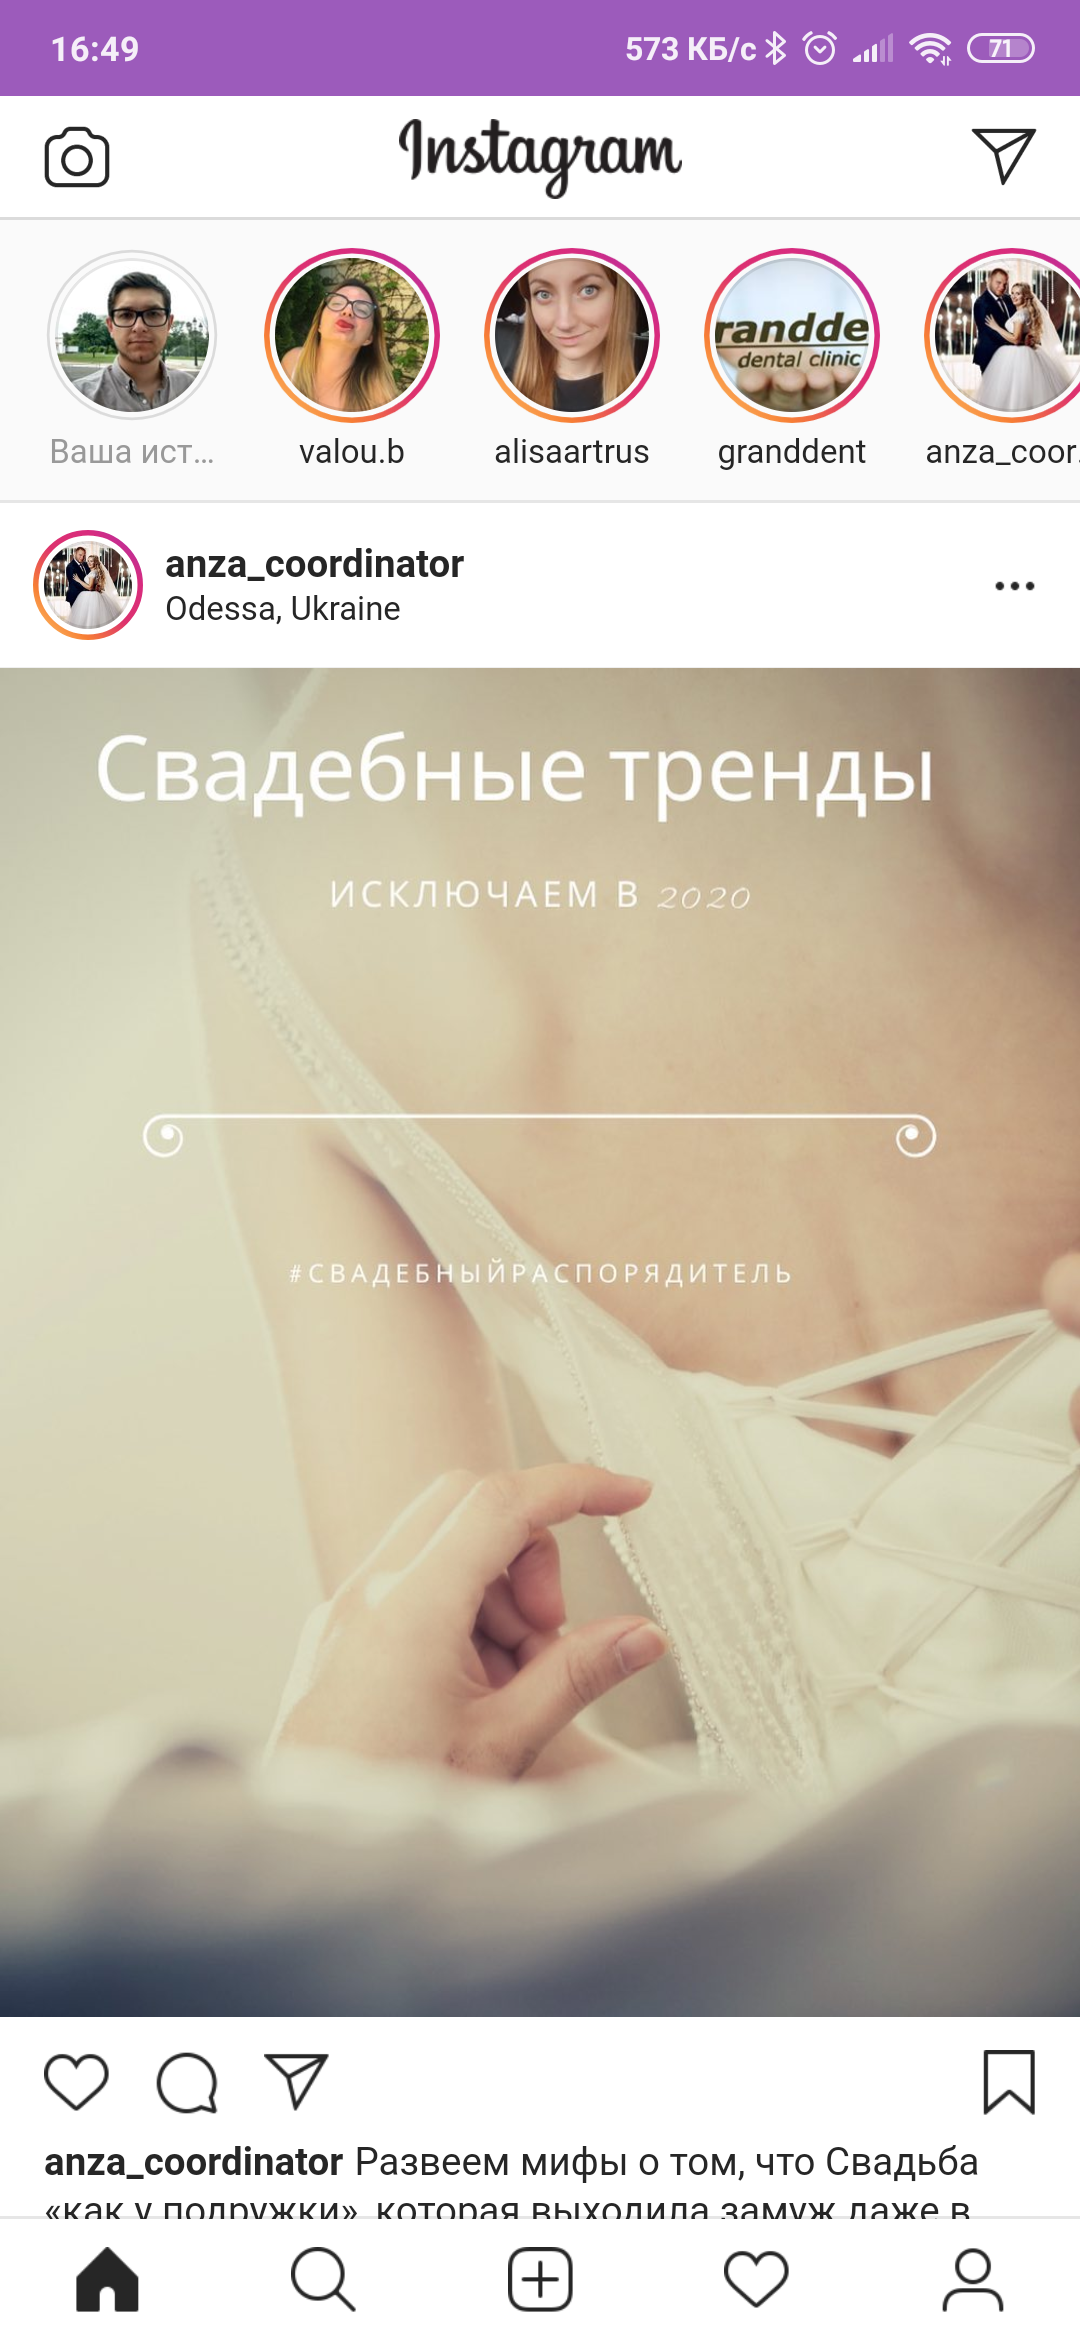 16:49 573 КБ/с 71
Instagram
randde
dental clinic
Ваша ист... valou.b alisaartrus granddent anza_coor.
anza_coordinator
Odessa, Ukraine
Свадебные тренды
ИСКЛЮЧАЕМ В 2020
#СВАДЕБНЫЙРАСПОРЯДИТЕЛЬ
anza_coordinator Развеем мифы о том, что Свадьба
«как у подружки», которая выходила замуж даже в